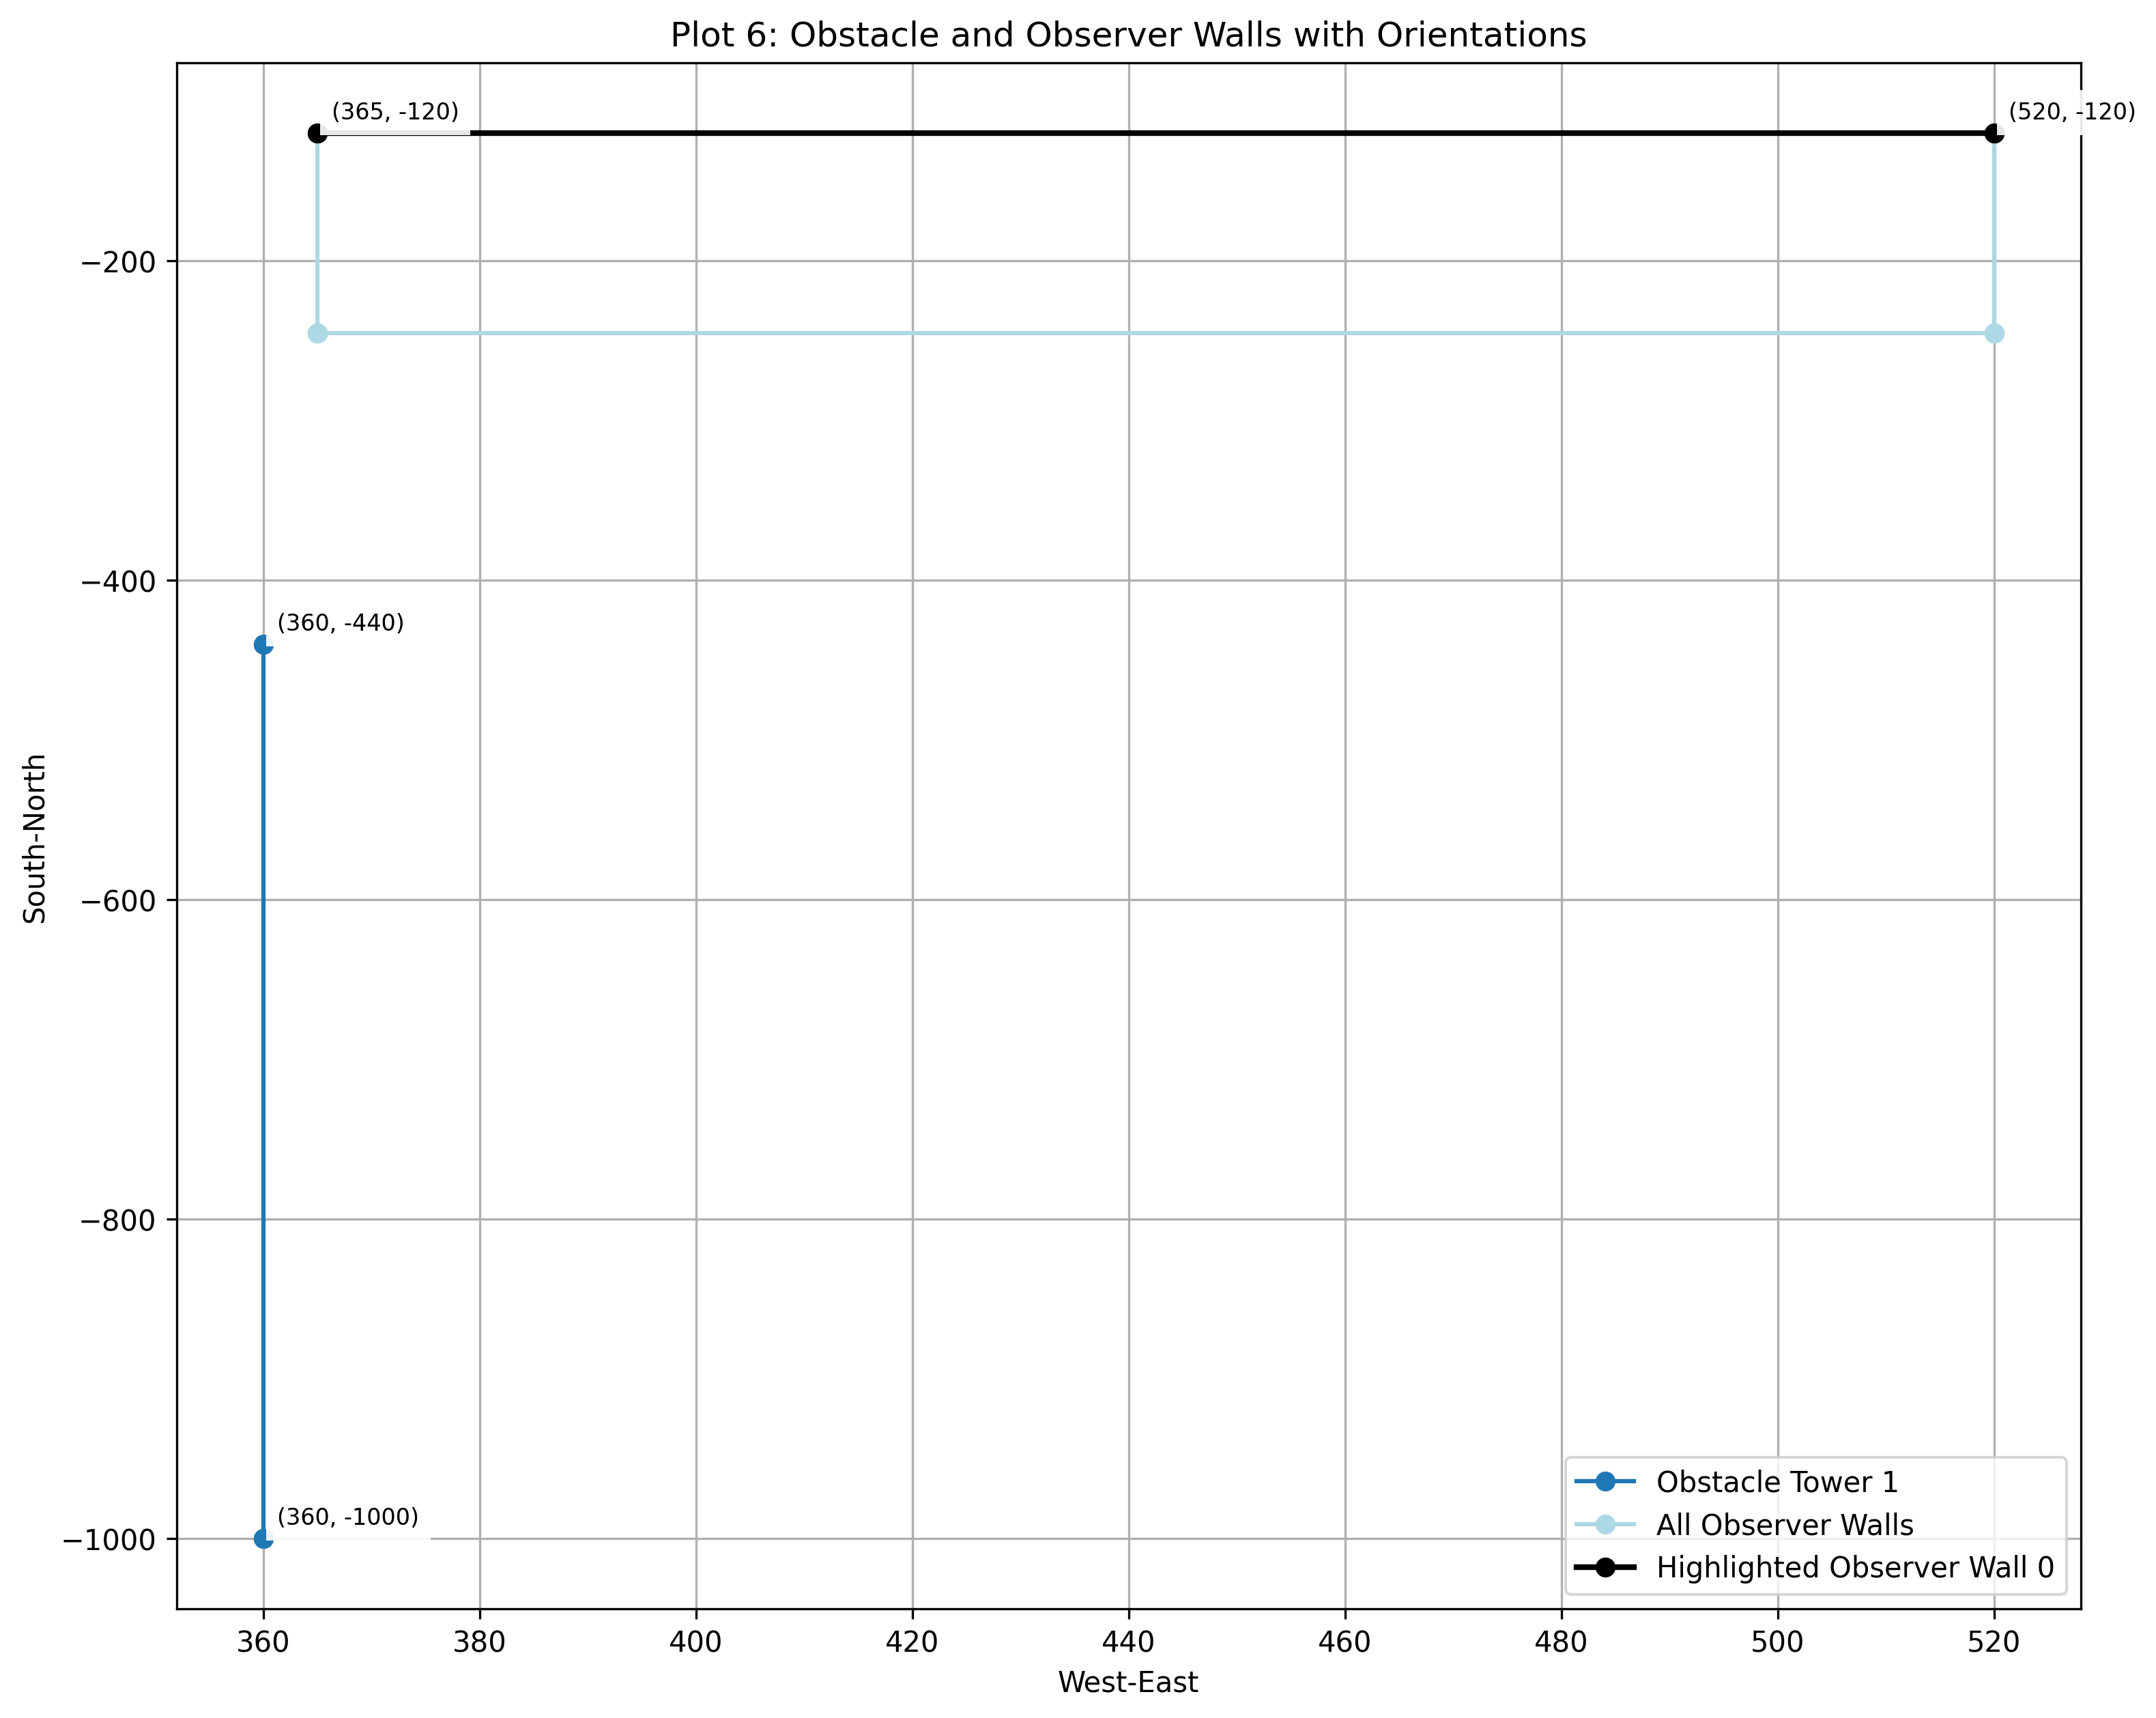 Plot 6: Obstacle and Observer Walls with Orientations
(365, -120)
(520, -120)
−200
−400
(360, -440)
South-North
−600
−800
(360, -1000)
−1000
Obstacle Tower 1
All Observer Walls
Highlighted Observer Wall 0
360 380 400 420 440 460 480 500 520
West-East